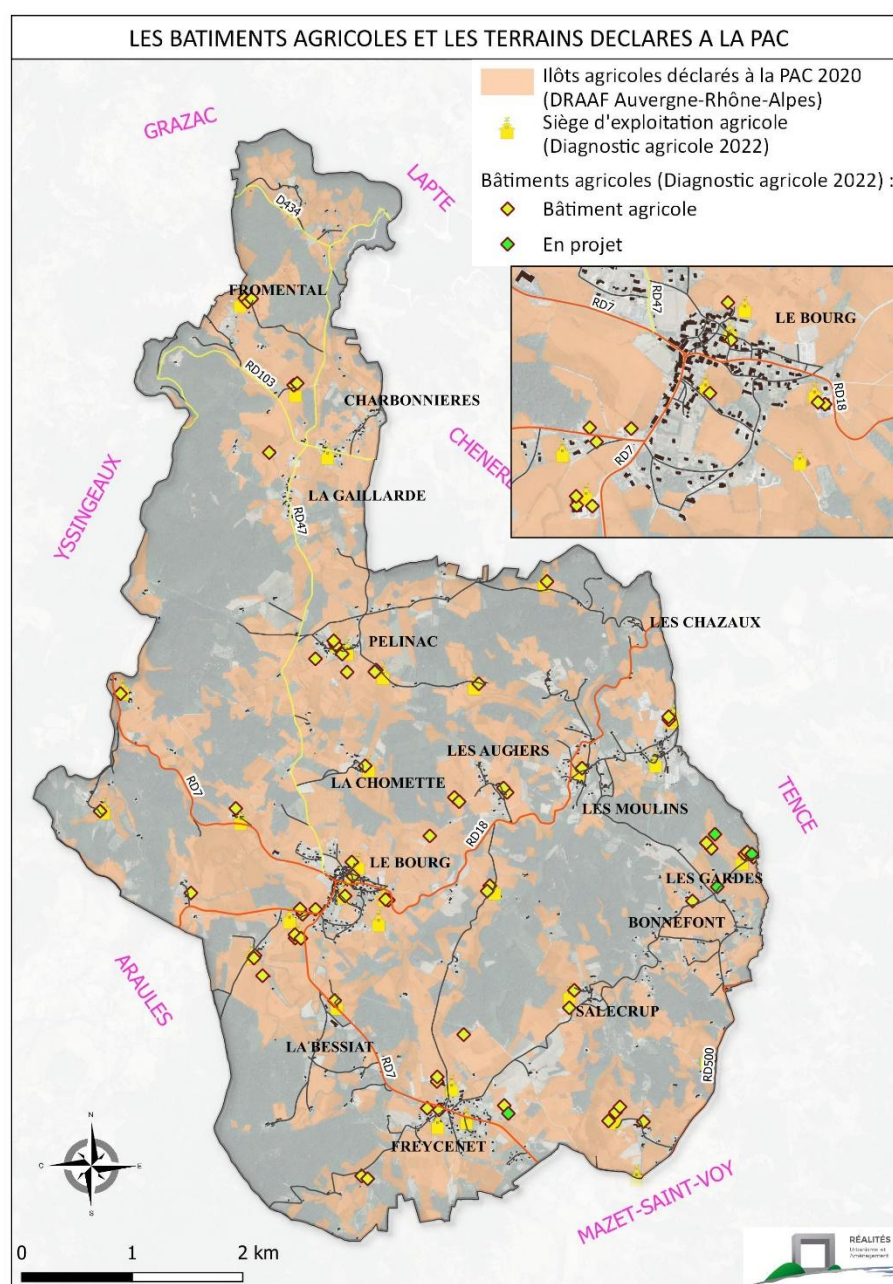 LES BATIMENTS AGRICOLES ET LES TERRAINS DECLARES A LA PAC
Ilôts agricoles déclarés à la PAC 2020
(DRAAF Auvergne-Rhône-Alpes)
Siège d'exploitation agricole
(Diagnostic agricole 2022)
Bâtiments agricoles (Diagnostic agricole 2022) :
Bâtiment agricole
En projet
GRAZAC
LAPTE
D434
FROMENTAL
RD103
CHARBONNIERES
YSSINGEAUX
CHENERE
LA GAILLARDE
RD47
RD7
RD47
LE BOURG
RD18
RD7
PELINAC
LES CHAZAUX
LES AUGIERS
LA CHOMETTE
LES MOULINS
TENCE
RD7
RD18
LE BOURG
LES GARDES
BONNEFONT
ARAULES
SALECRUP
LA BESSIAT
RD7
RD500
FREYCENET
MAZET-SAINT-VOY
N
C
E
S
0 1 2 km
RÉALITÉS
Urbanisme et
Aménagement